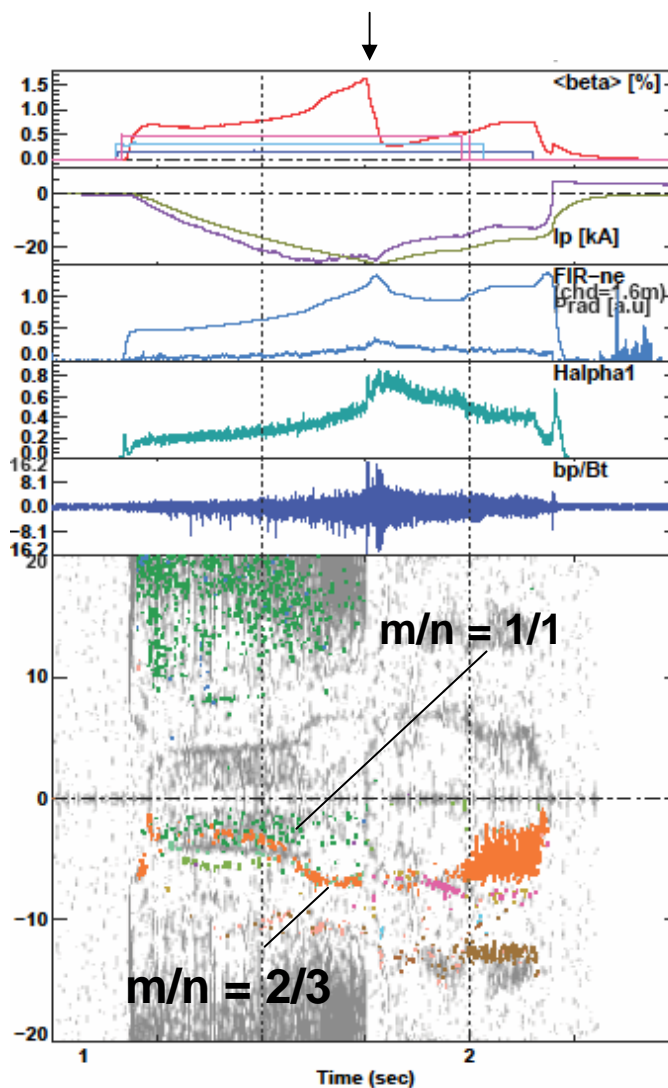 <beta> [%]
1.5
1.0
0.5
0.0
0
−20
Ip [kA]
FIR−ne
(chd=1.6m)
Prad [a.u]
1.0
0.5
0.0
Halpha1
0.8
0.6
0.4
0.2
0.0
bp/Bt
16.2
8.1
0.0
−8.1
16.2
20
10
0
−10
−20
m/n = 1/1
m/n = 2/3
1
2
Time (sec)